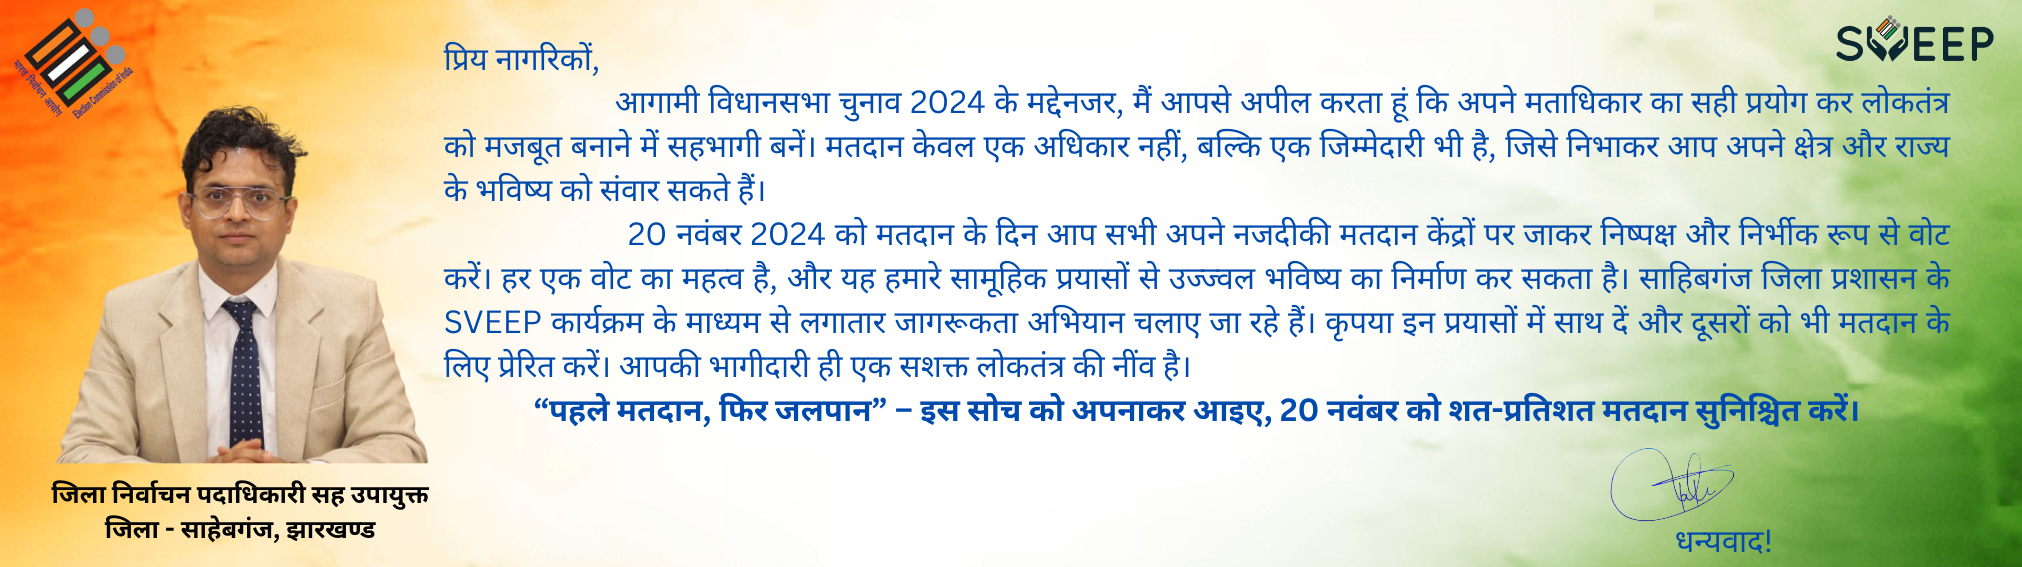 भारत निर्वाचन आयोग
Election Commission of India
SVEEP
प्रिय नागरिकों,
आगामी विधानसभा चुनाव 2024 के मद्देनजर, मैं आपसे अपील करता हूं कि अपने मताधिकार का सही प्रयोग कर लोकतंत्र
को मजबूत बनाने में सहभागी बनें। मतदान केवल एक अधिकार नहीं, बल्कि एक जिम्मेदारी भी है, जिसे निभाकर आप अपने क्षेत्र और राज्य
के भविष्य को संवार सकते हैं।
20 नवंबर 2024 को मतदान के दिन आप सभी अपने नजदीकी मतदान केंद्रों पर जाकर निष्पक्ष और निर्भीक रूप से वोट
करें। हर एक वोट का महत्व है, और यह हमारे सामूहिक प्रयासों से उज्ज्वल भविष्य का निर्माण कर सकता है। साहिबगंज जिला प्रशासन के
SVEEP कार्यक्रम के माध्यम से लगातार जागरूकता अभियान चलाए जा रहे हैं। कृपया इन प्रयासों में साथ दें और दूसरों को भी मतदान के
लिए प्रेरित करें। आपकी भागीदारी ही एक सशक्त लोकतंत्र की नींव है।
“पहले मतदान, फिर जलपान” – इस सोच को अपनाकर आइए, 20 नवंबर को शत-प्रतिशत मतदान सुनिश्चित करें।
धन्यवाद!
जिला निर्वाचन पदाधिकारी सह उपायुक्त
जिला - साहेबगंज, झारखण्ड